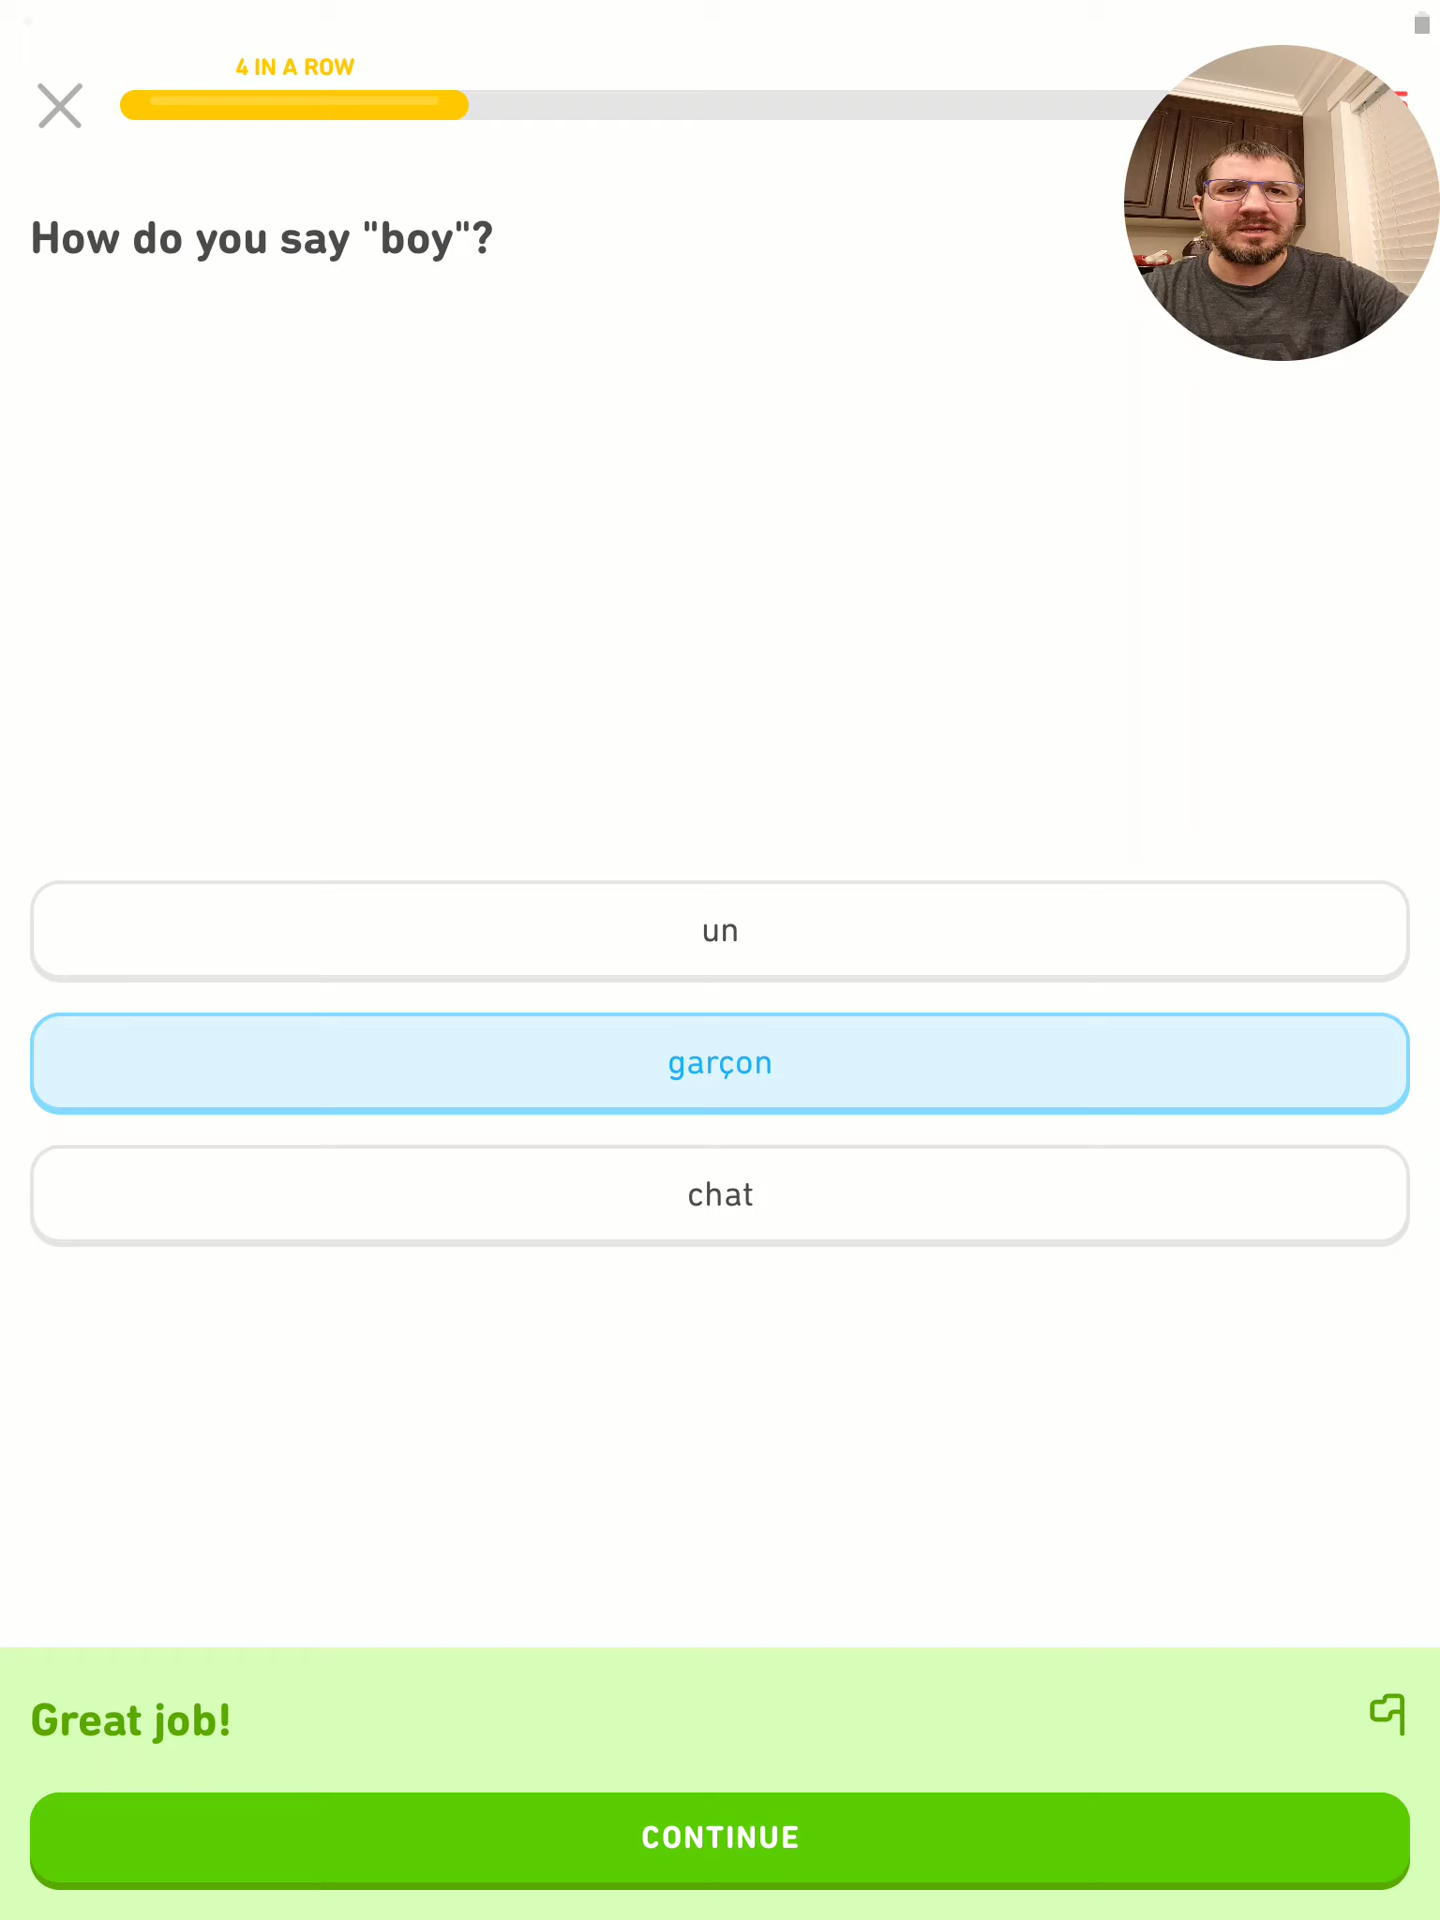 4 IN A ROW
How do you say "boy"?
un
garçon
chat
Great job!
CONTINUE